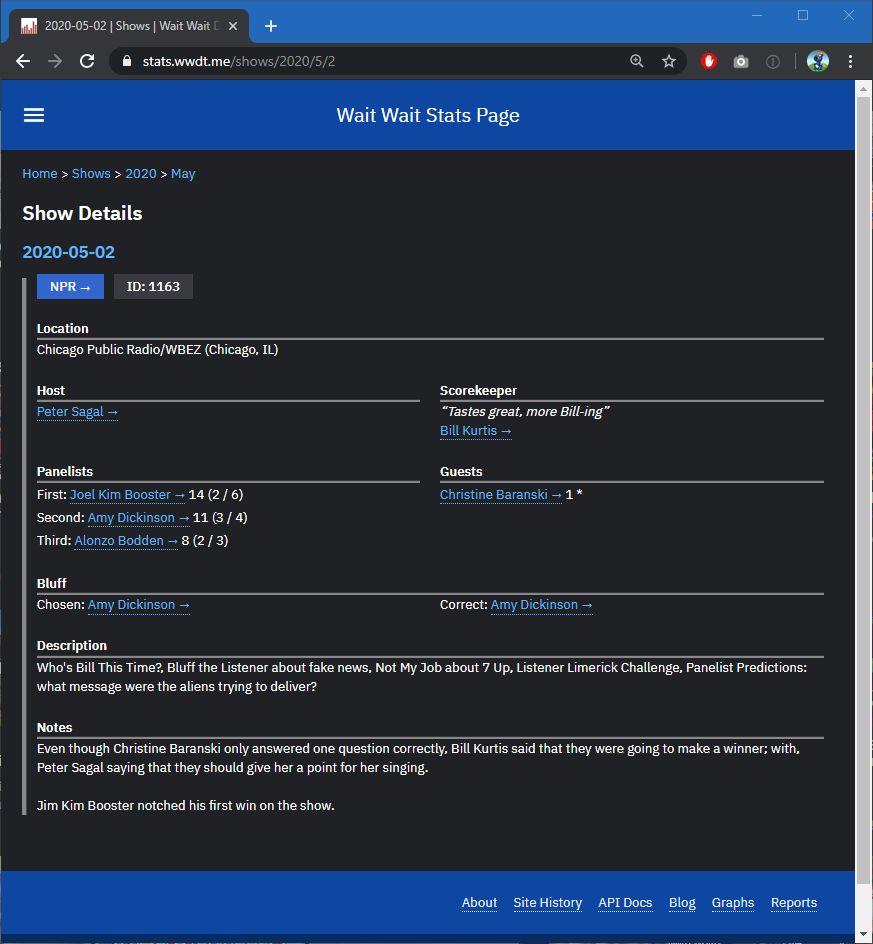 2020-05-02 | Shows | Wait Wait
stats.wwdt.me/shows/2020/5/2
Wait Wait Stats Page
Home > Shows > 2020 > May
Show Details
2020-05-02
NPR → ID: 1163
Location
Chicago Public Radio/WBEZ (Chicago, IL)
Host
Peter Sagal →
Scorekeeper
“Tastes great, more Bill-ing”
Bill Kurtis →
Panelists
First: Joel Kim Booster → 14 (2 / 6)
Second: Amy Dickinson → 11 (3 / 4)
Third: Alonzo Bodden → 8 (2 / 3)
Guests
Christine Baranski → 1 *
Bluff
Chosen: Amy Dickinson →
Correct: Amy Dickinson →
Description
Who's Bill This Time?, Bluff the Listener about fake news, Not My Job about 7 Up, Listener Limerick Challenge, Panelist Predictions:
what message were the aliens trying to deliver?
Notes
Even though Christine Baranski only answered one question correctly, Bill Kurtis said that they were going to make a winner; with,
Peter Sagal saying that they should give her a point for her singing.
Jim Kim Booster notched his first win on the show.
About Site History API Docs Blog Graphs Reports